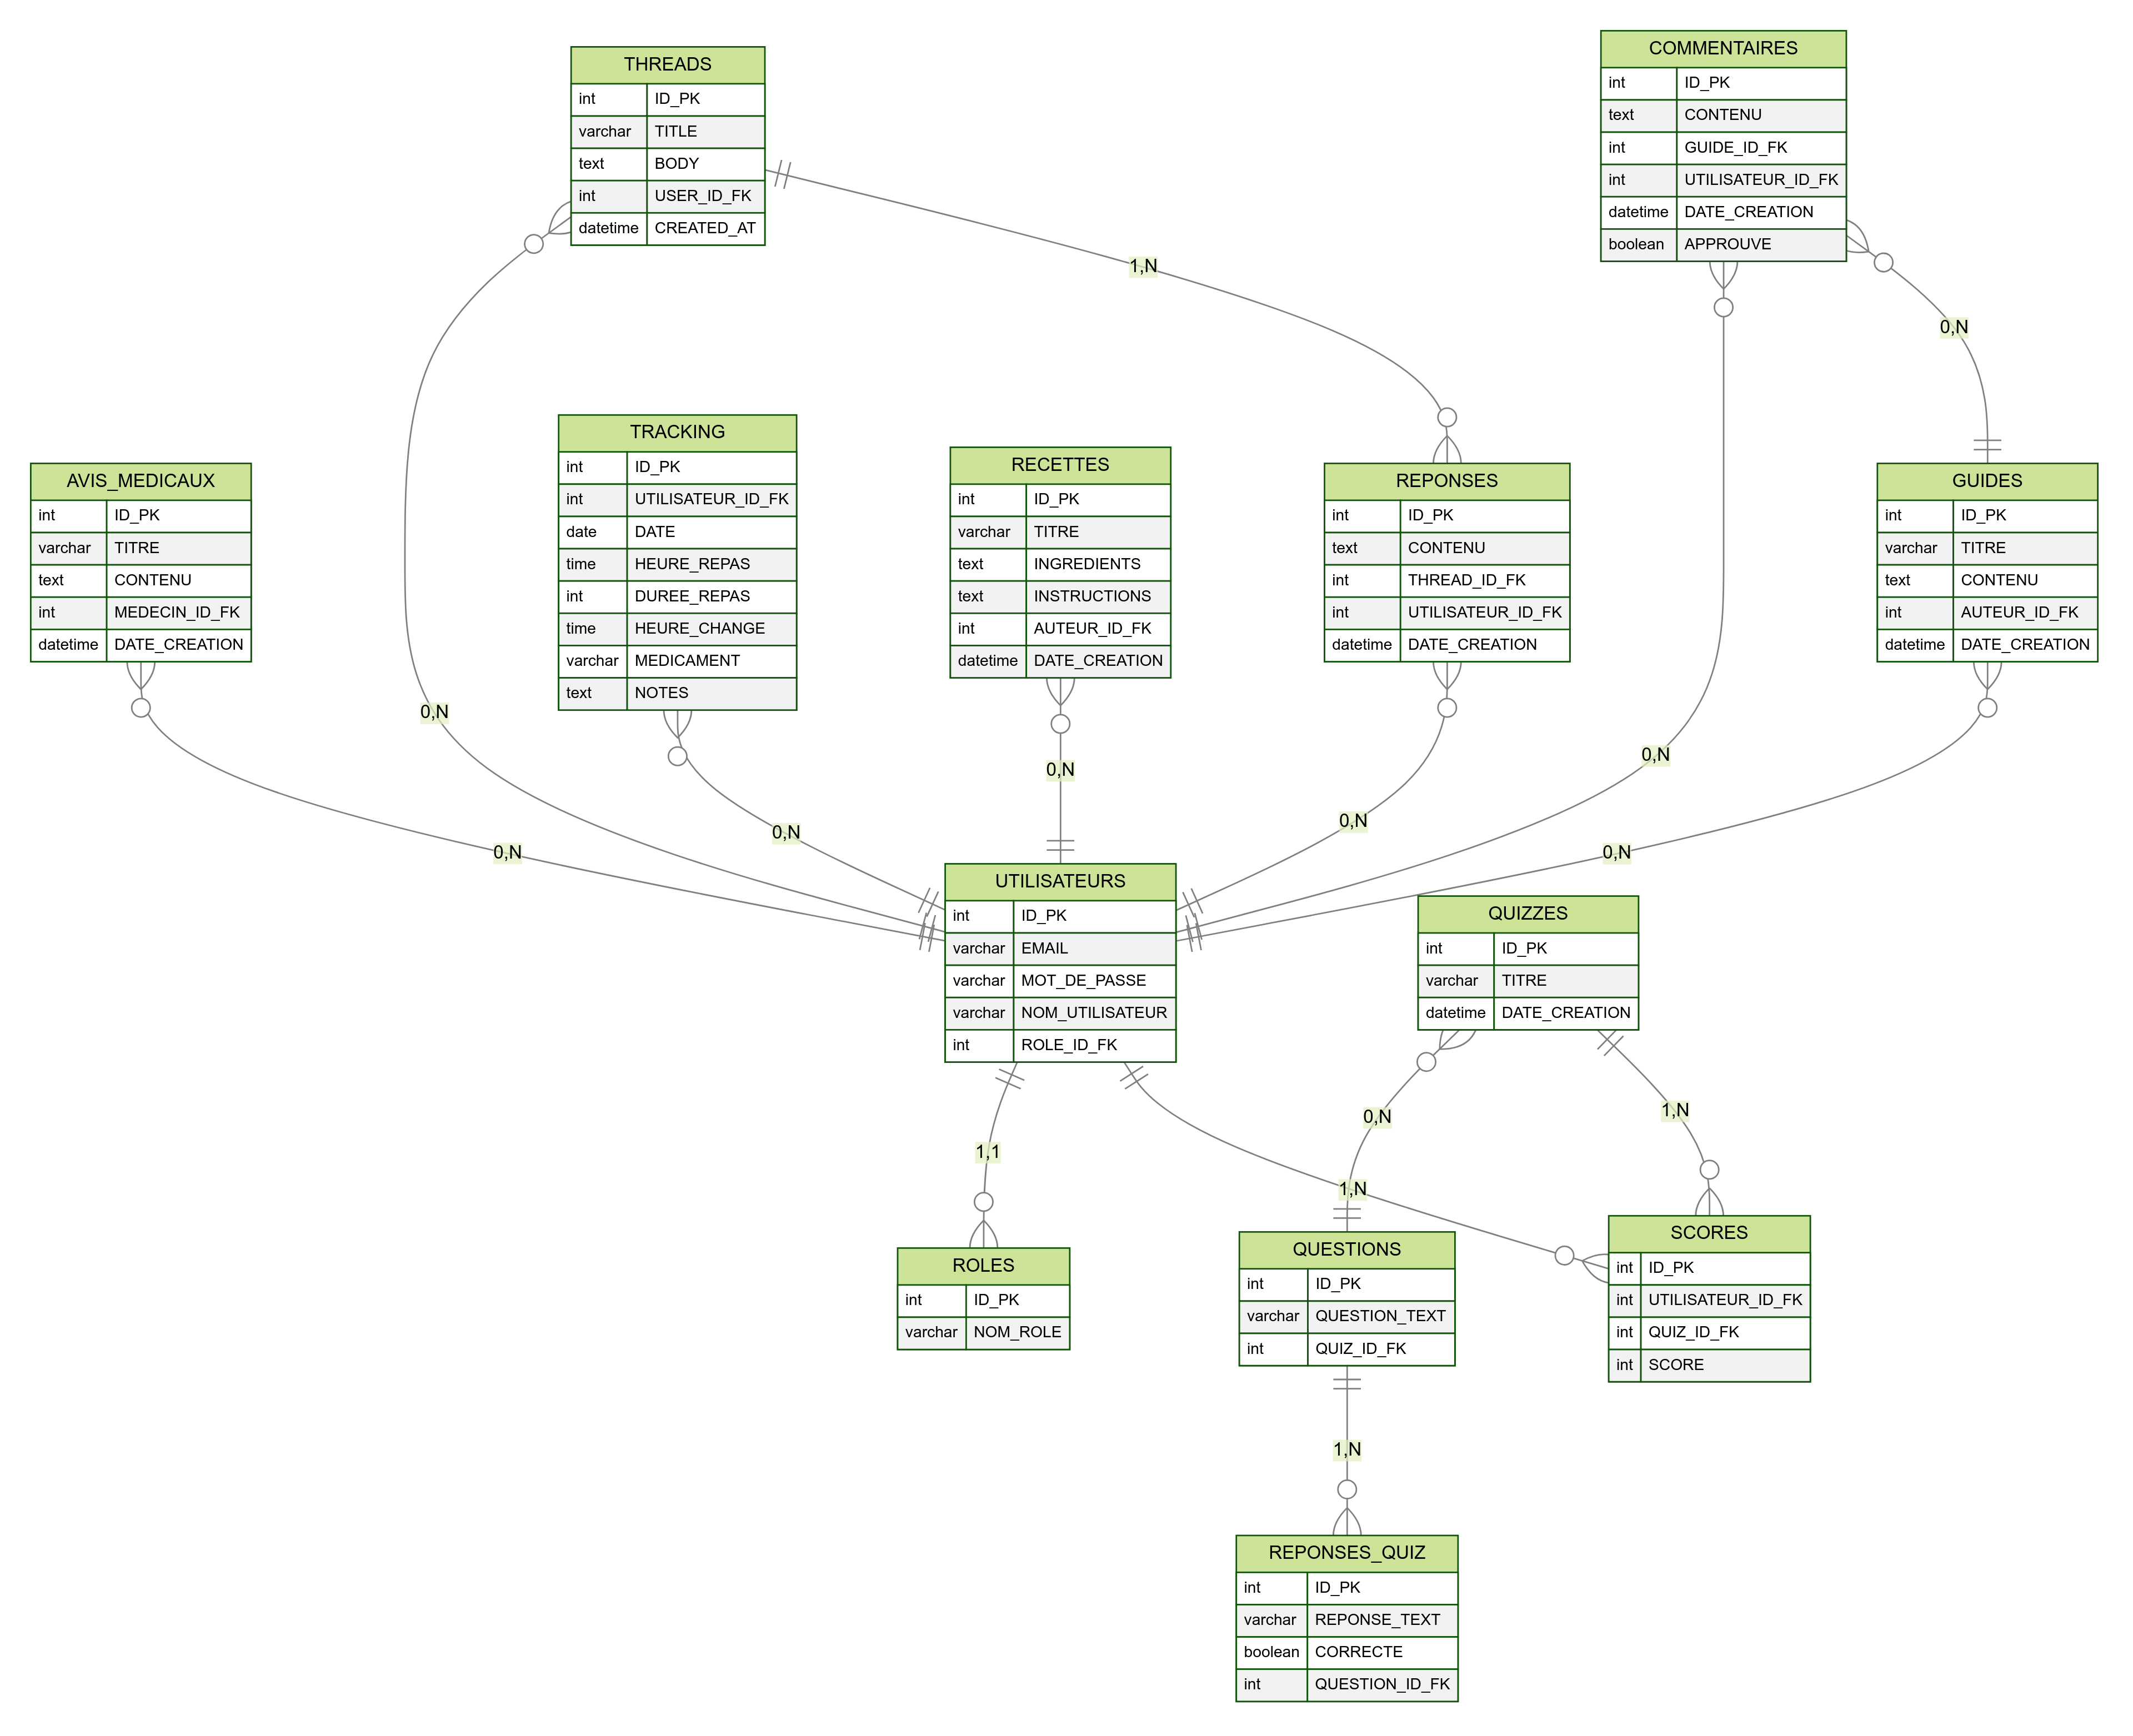 THREADS
int ID_PK
varchar TITLE
text BODY
int USER_ID_FK
datetime CREATED_AT
COMMENTAIRES
int ID_PK
text CONTENU
int GUIDE_ID_FK
int UTILISATEUR_ID_FK
datetime DATE_CREATION
boolean APPROUVE
1,N
0,N
AVIS_MEDICAUX
int ID_PK
varchar TITRE
text CONTENU
int MEDECIN_ID_FK
datetime DATE_CREATION
TRACKING
int ID_PK
int UTILISATEUR_ID_FK
date DATE
time HEURE_REPAS
int DUREE_REPAS
time HEURE_CHANGE
varchar MEDICAMENT
text NOTES
RECETTES
int ID_PK
varchar TITRE
text INGREDIENTS
text INSTRUCTIONS
int AUTEUR_ID_FK
datetime DATE_CREATION
REPONSES
int ID_PK
text CONTENU
int THREAD_ID_FK
int UTILISATEUR_ID_FK
datetime DATE_CREATION
GUIDES
int ID_PK
varchar TITRE
text CONTENU
int AUTEUR_ID_FK
datetime DATE_CREATION
0,N
0,N
0,N
0,N
0,N
0,N
0,N
UTILISATEURS
int ID_PK
varchar EMAIL
varchar MOT_DE_PASSE
varchar NOM_UTILISATEUR
int ROLE_ID_FK
QUIZZES
int ID_PK
varchar TITRE
datetime DATE_CREATION
1,1
0,N
1,N
1,N
ROLES
int ID_PK
varchar NOM_ROLE
QUESTIONS
int ID_PK
varchar QUESTION_TEXT
int QUIZ_ID_FK
SCORES
int ID_PK
int UTILISATEUR_ID_FK
int QUIZ_ID_FK
int SCORE
1,N
REPONSES_QUIZ
int ID_PK
varchar REPONSE_TEXT
boolean CORRECTE
int QUESTION_ID_FK